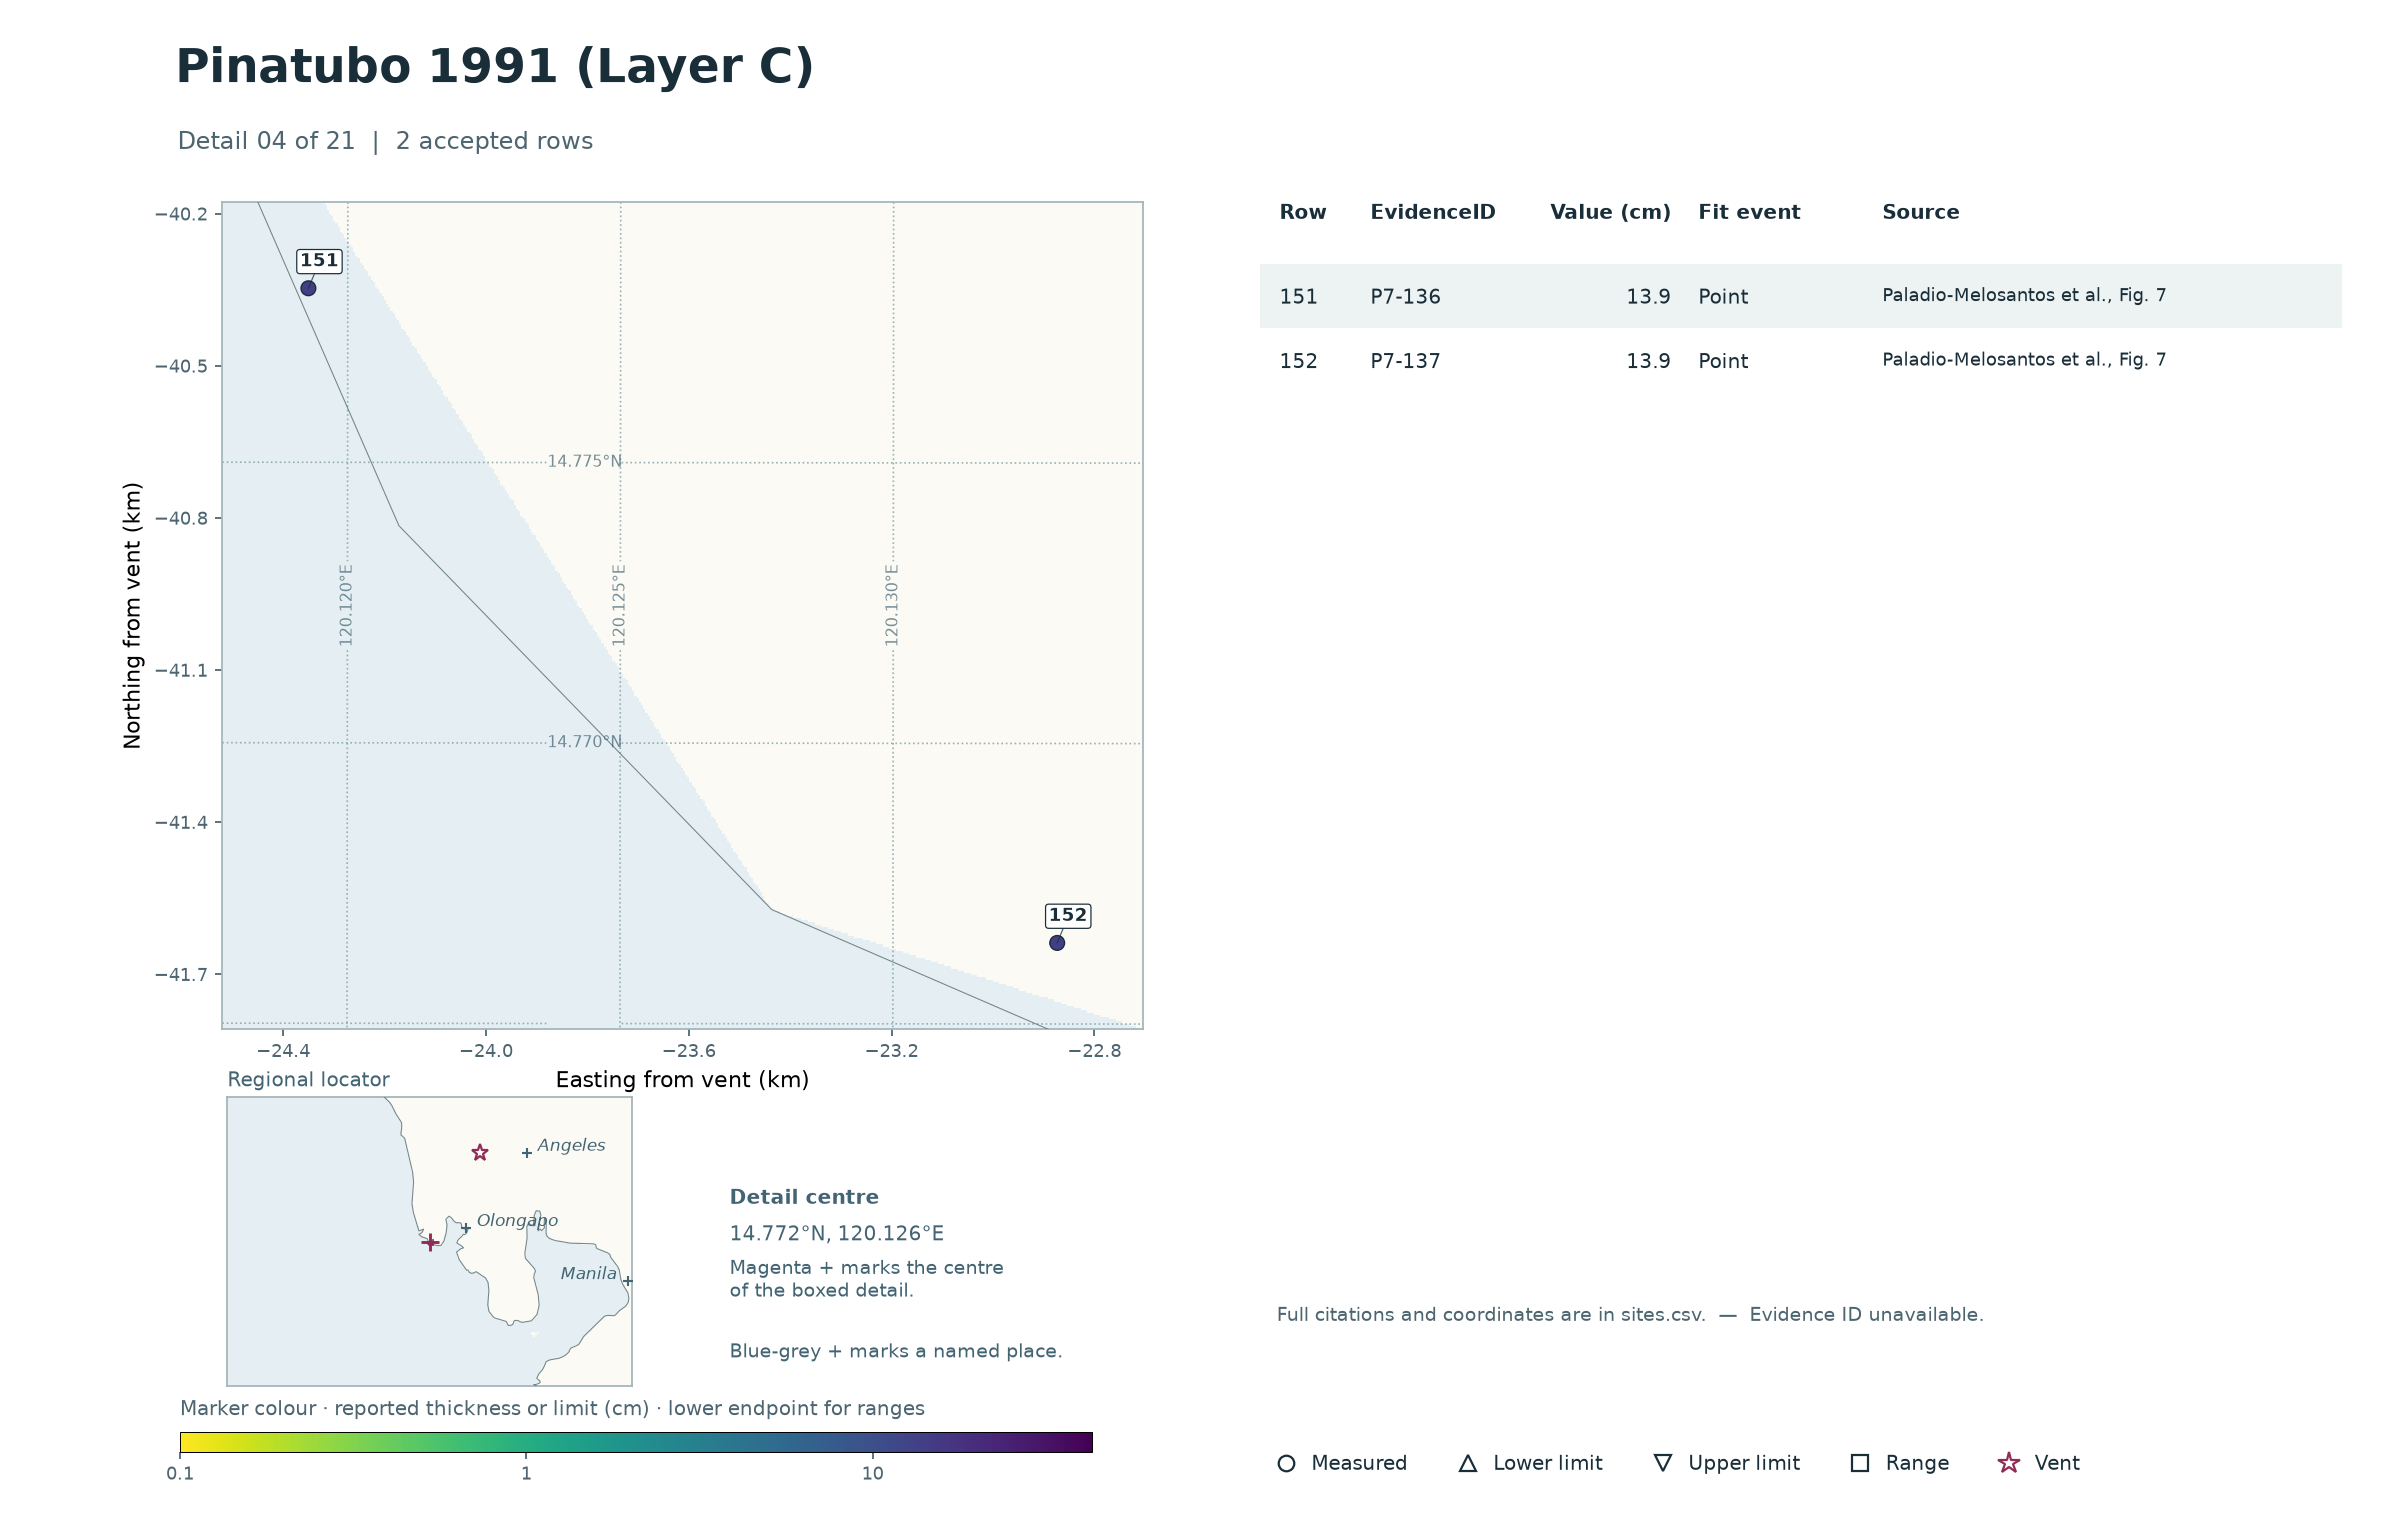 Pinatubo 1991 (Layer C)
Detail 04 of 21 | 2 accepted rows
Row EvidenceID Value (cm) Fit event Source
151 P7-136 13.9 Point Paladio-Melosantos et al., Fig. 7
152 P7-137 13.9 Point Paladio-Melosantos et al., Fig. 7
Northing from vent (km)
−40.2
−40.5
−40.8
−41.1
−41.4
−41.7
151
14.775°N
120.120°E
120.125°E
120.130°E
14.770°N
152
−24.4 −24.0 −23.6 −23.2 −22.8
Easting from vent (km)
Regional locator
Angeles
Olongapo
Manila
Detail centre
14.772°N, 120.126°E
Magenta + marks the centre
of the boxed detail.
Blue-grey + marks a named place.
Full citations and coordinates are in sites.csv. — Evidence ID unavailable.
Marker colour · reported thickness or limit (cm) · lower endpoint for ranges
0.1 1 10
Measured Lower limit Upper limit Range Vent